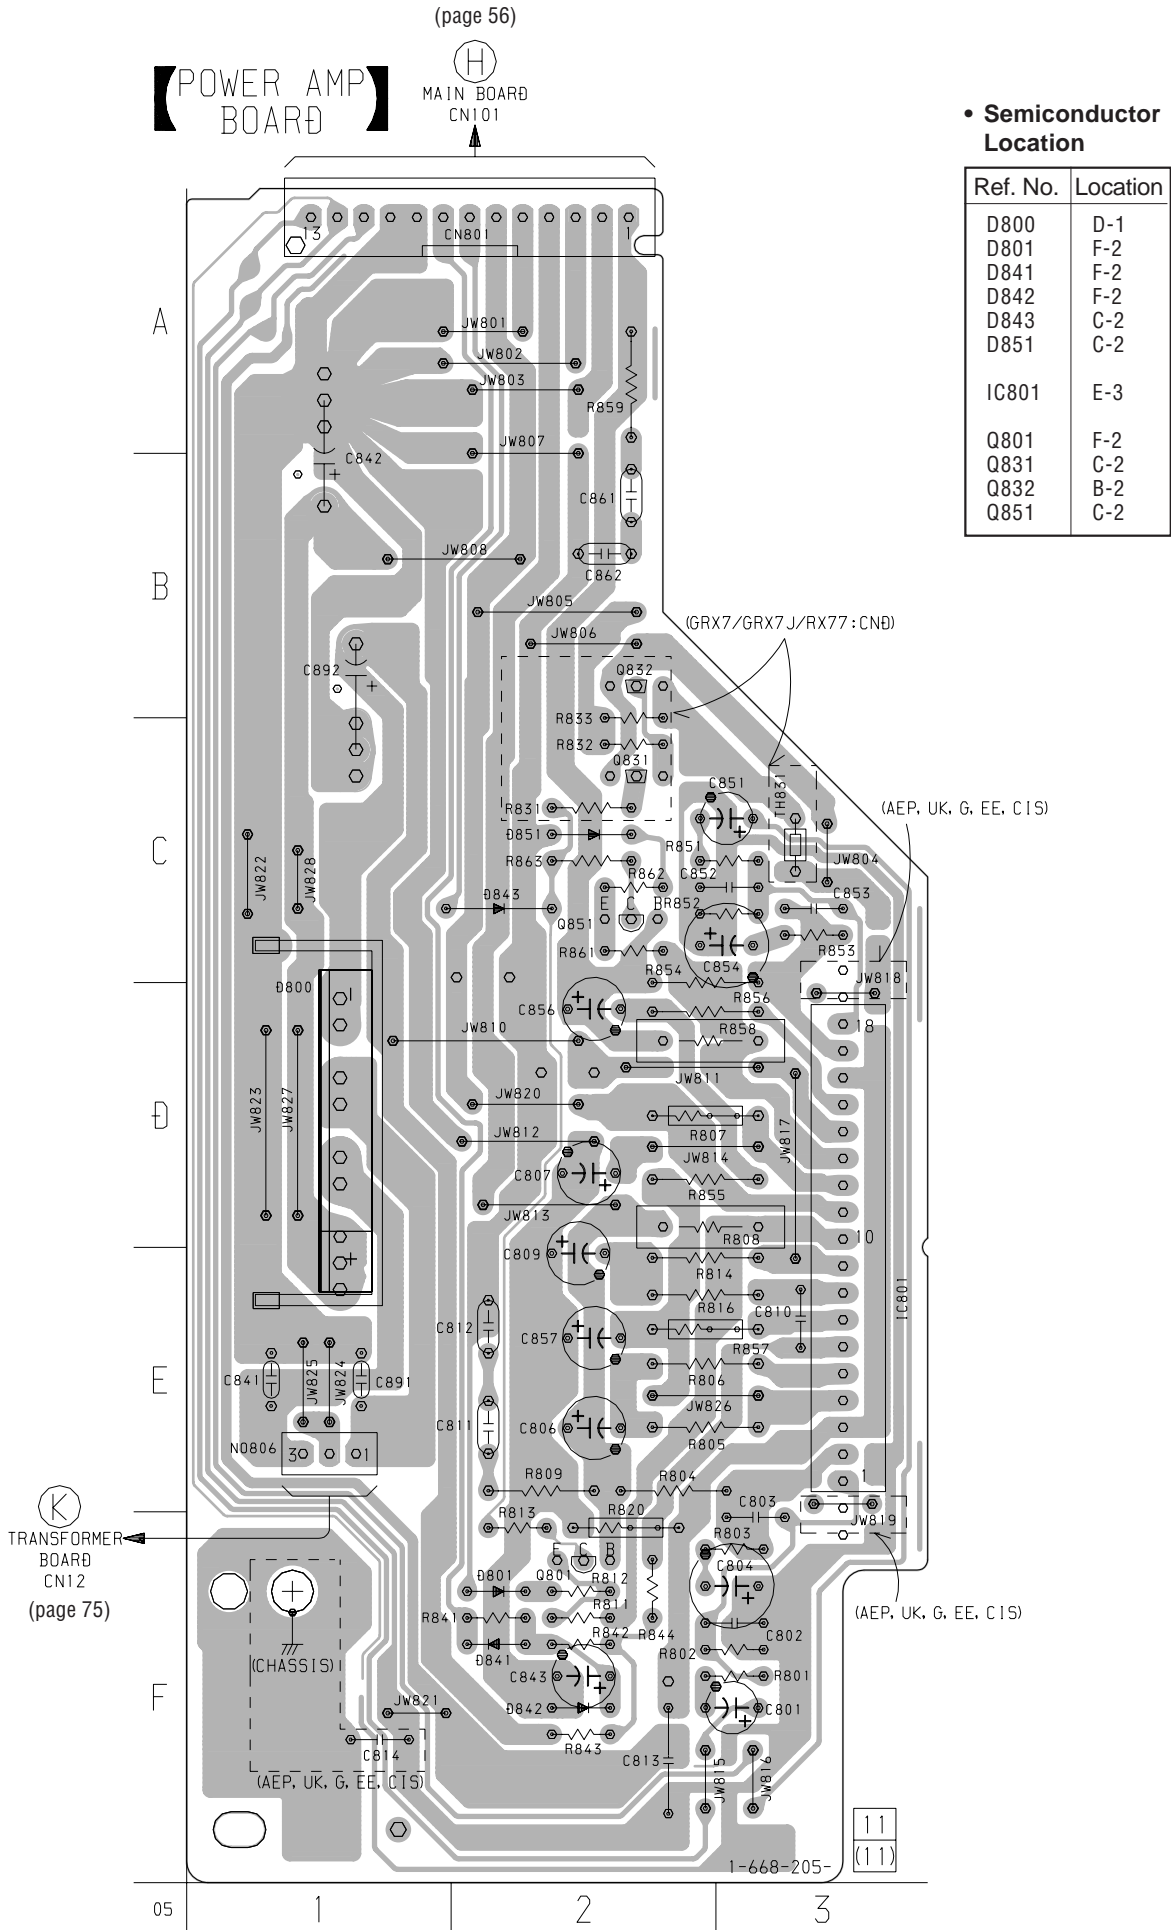 (page 56)
H
MAIN BOARD
CN101
POWER AMP
BOARD
• Semiconductor
Location
Ref. No. Location
D800 D-1
D801 F-2
D841 F-2
D842 F-2
D843 C-2
D851 C-2
IC801 E-3
Q801 F-2
Q831 C-2
Q832 B-2
Q851 C-2
13 CN801 1
A
JW801
JW802
JW803
R859
JW807
C842
+
C861
JW808
C862
B
JW805
(GRX7/GRX7J/RX77:CND)
JW806
C892
+
Q832
R833
R832
Q831
C851
+
TH831
R831
(AEP, UK, G, EE, CIS)
D851
R851
C
R863
JW804
JW822
JW828
R862
C852
D843
C853
E C B
R852
Q851
+
R861
R853
C854
R854
JW818
D800
–
C856
+
R856
18
JW810
R858
JW811
JW823
JW827
JW820
D
R807
JW817
JW812
JW814
C807
+
R855
JW813
R808
10
C809
+
+
R814
IC801
R816
C810
C812
C857
+
R857
C841
JW825
JW824
C891
E
R806
JW826
C811
C806
+
R805
NO806
3 1
R809
R804
1
K
TRANSFORMER
BOARD
CN12
(page 75)
R813
R820
C803
JW819
R803
E C B
C804
+
D801
Q801
R812
R811
R841
R842
R844
(AEP, UK, G, EE, CIS)
C802
(CHASSIS)
D841
R802
C843
+
R801
F
D842
C801
+
JW821
R843
C814
C813
JW815
JW816
(AEP, UK, G, EE, CIS)
11
(11)
1-668-205-
05
1 2 3